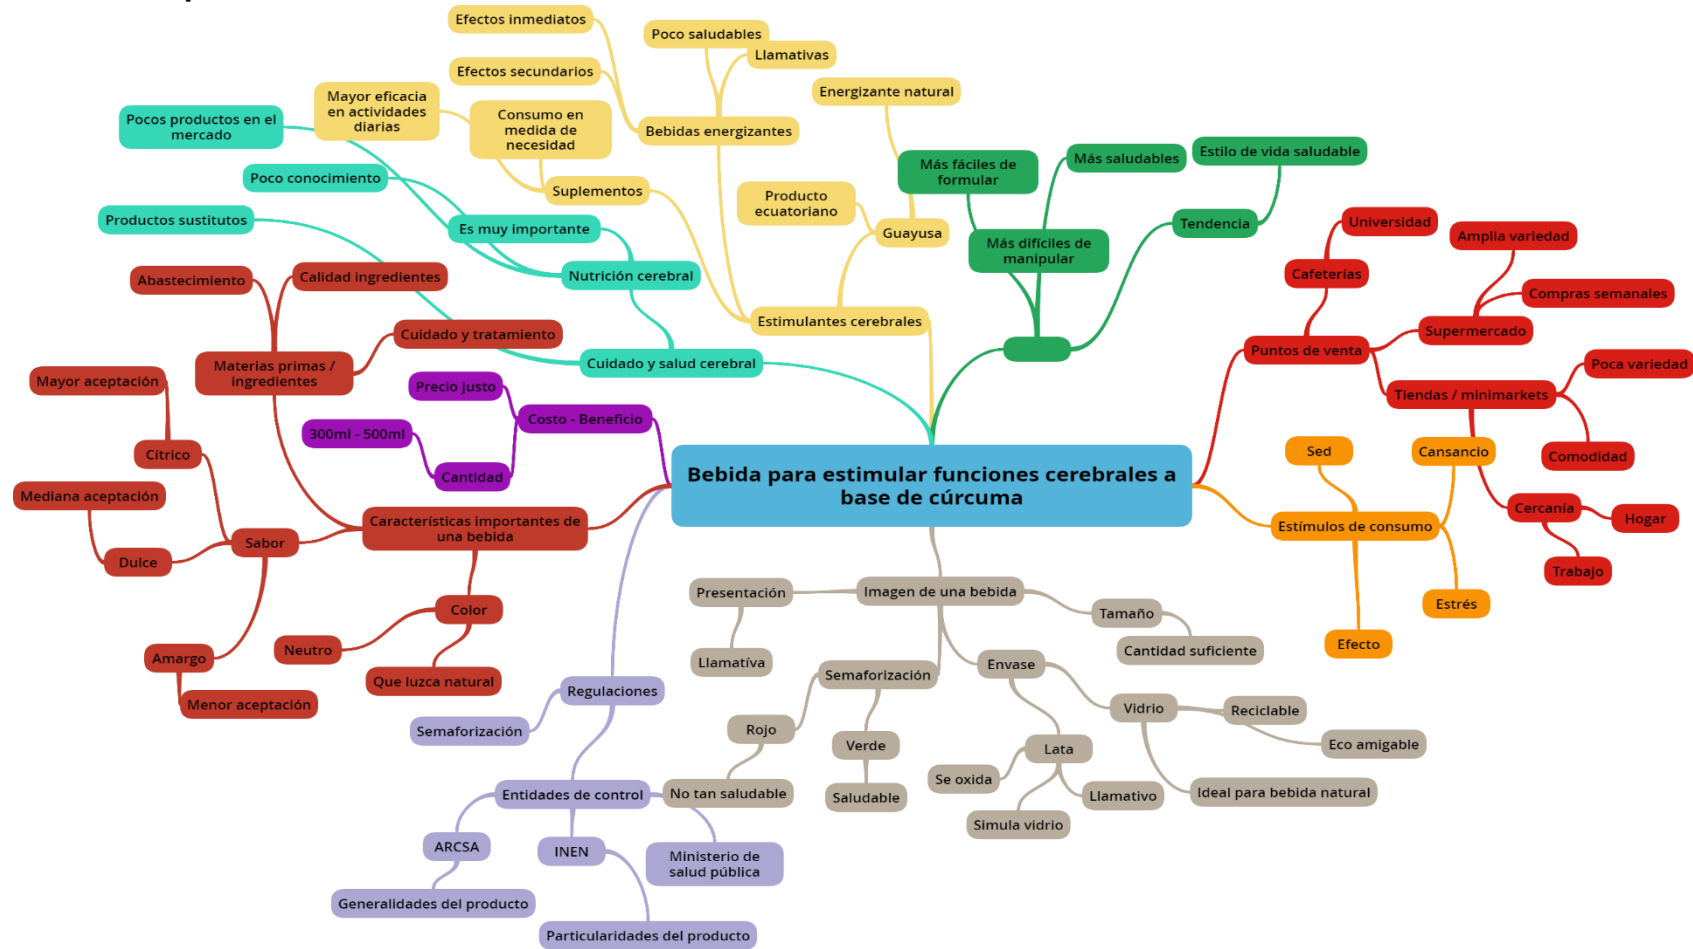 Efectos inmediatos
Poco saludables
Llamativas
Efectos secundarios
Mayor eficacia
en actividades
diarias
Consumo en
medida de
necesidad
Energizante natural
Pocos productos en el
mercado
Bebidas energizantes
Más fáciles de
formular
Más saludables
Estilo de vida saludable
Poco conocimiento
Suplementos
Producto
ecuatoriano
Productos sustitutos
Es muy importante
Guayusa
Más difíciles de
manipular
Tendencia
Universidad
Amplia variedad
Abastecimiento
Calidad ingredientes
Nutrición cerebral
Cafeterías
Compras semanales
Cuidado y tratamiento
Estimulantes cerebrales
Supermercado
Materias primas /
ingredientes
Cuidado y salud cerebral
Puntos de venta
Poca variedad
Mayor aceptación
Precio justo
Tiendas / minimarkets
300ml - 500ml
Costo - Beneficio
Cítrico
Cantidad
Bebida para estimular funciones cerebrales a
base de cúrcuma
Sed
Cansancio
Comodidad
Mediana aceptación
Características importantes de
una bebida
Estímulos de consumo
Cercanía
Hogar
Sabor
Dulce
Trabajo
Presentación
Imagen de una bebida
Tamaño
Estrés
Color
Neutro
Cantidad suficiente
Efecto
Amargo
Llamatíva
Envase
Que luzca natural
Semaforización
Regulaciones
Menor aceptación
Vidrio
Reciclable
Semaforización
Rojo
Verde
Lata
Eco amigable
Entidades de control
No tan saludable
Saludable
Se oxida
Llamativo
Ideal para bebida natural
Simula vidrio
ARCSA
INEN
Ministerio de
salud pública
Generalidades del producto
Particularidades del producto